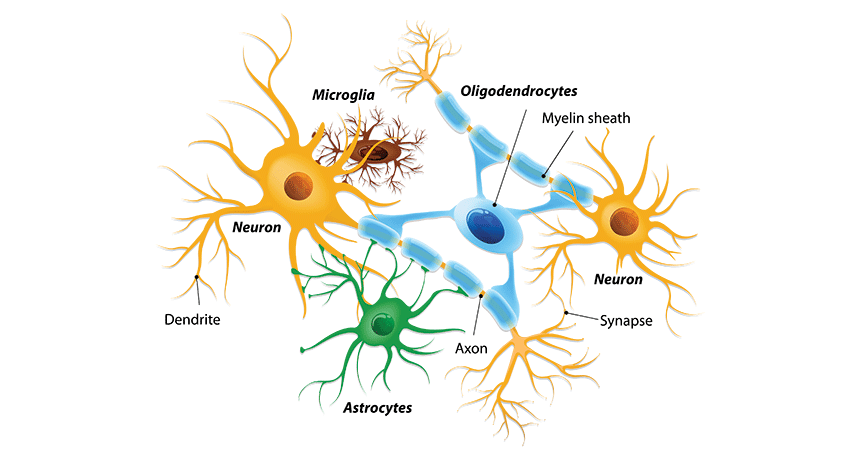 Oligodendrocytes
Microglia
Myelin sheath
Neuron
Neuron
Dendrite
Synapse
Axon
Astrocytes